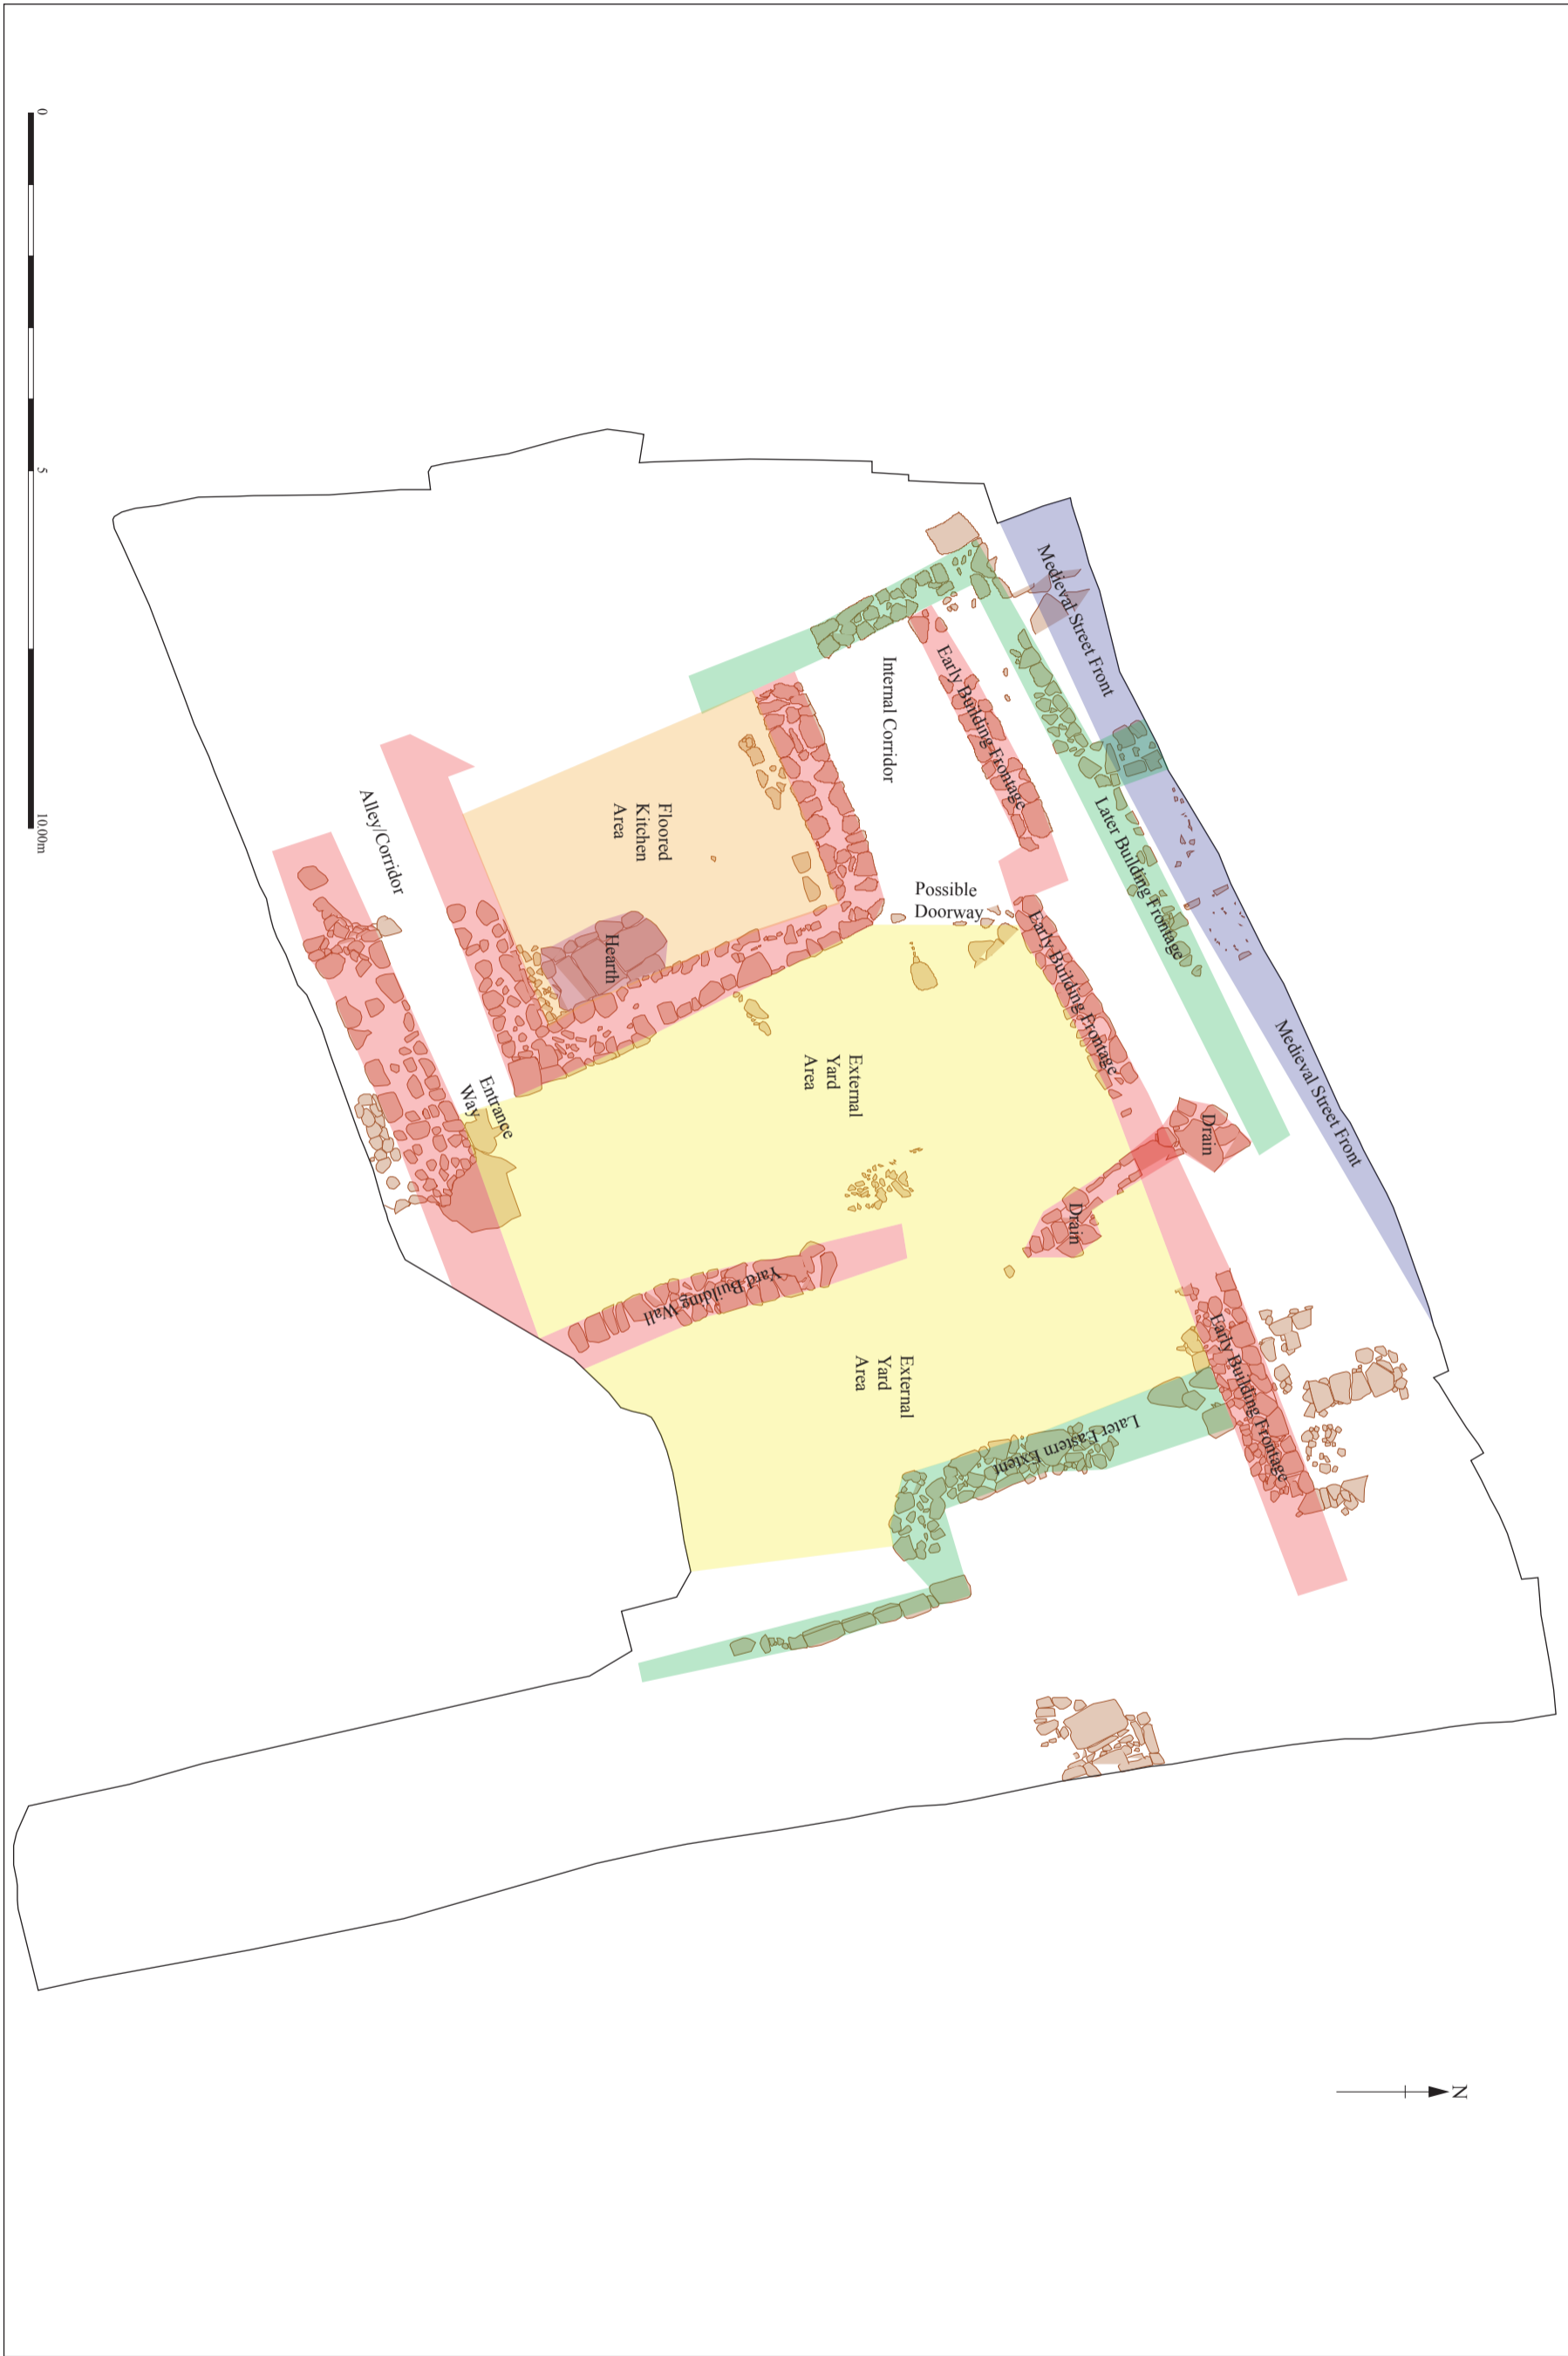 0
5
10.00m
Medieval Street Front
Early Building Frontage
Internal Corridor
Later Building Frontage
Floored
Kitchen
Area
Alley/Corridor
Possible
Doorway
Hearth
Early Building Frontage
Medieval Street Front
External
Yard
Area
Entrance
Way
Drain
Drain
Yard Building Wall
Early Building Frontage
External
Yard
Area
Later Eastern Extent
N